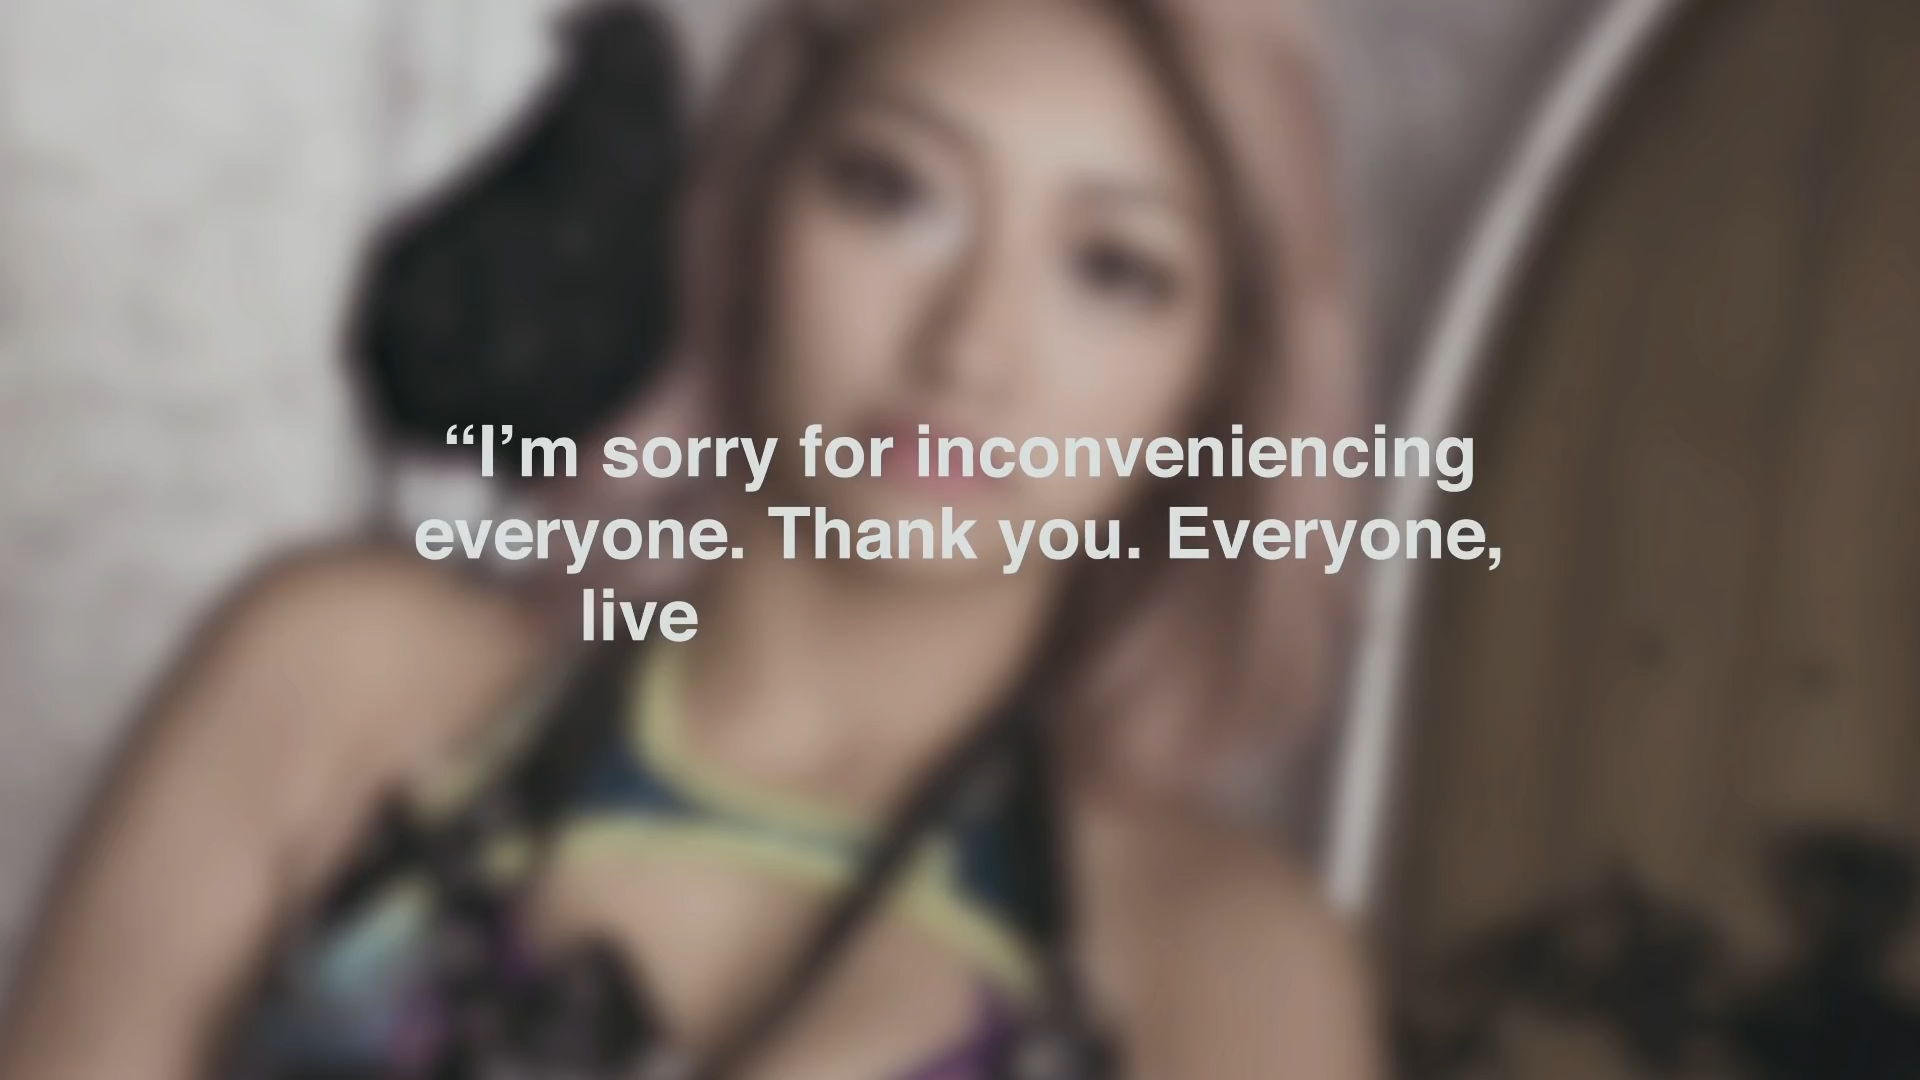 “I’m sorry for inconveniencing
everyone. Thank you. Everyone,
live